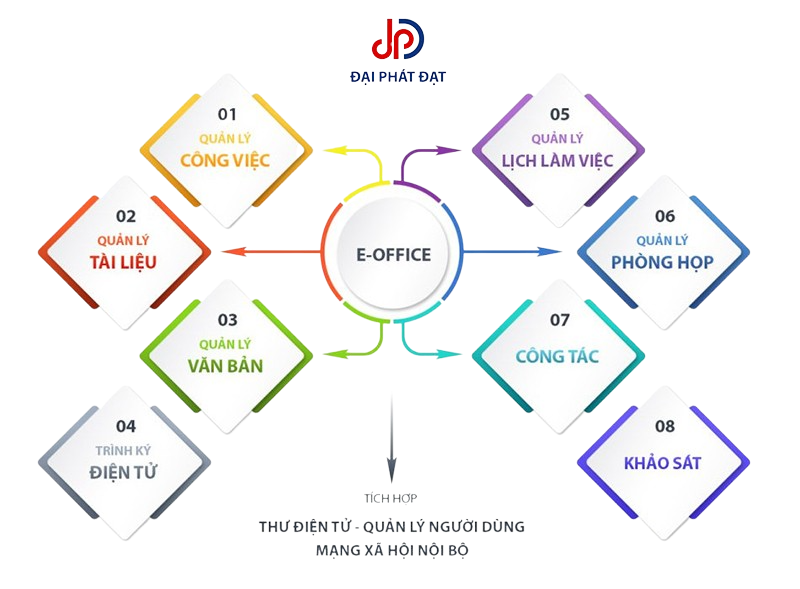 ĐẠI PHÁT ĐẠT
01
QUẢN LÝ
CÔNG VIỆC
02
QUẢN LÝ
TÀI LIỆU
03
QUẢN LÝ
VĂN BẢN
04
TRÌNH KÝ
ĐIỆN TỬ
E-OFFICE
05
QUẢN LÝ
LỊCH LÀM VIỆC
06
QUẢN LÝ
PHÒNG HỌP
07
CÔNG TÁC
08
KHẢO SÁT
TÍCH HỢP
THƯ ĐIỆN TỬ - QUẢN LÝ NGƯỜI DÙNG
MẠNG XÃ HỘI NỘI BỘ